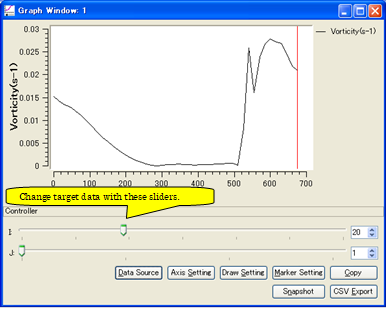 Graph Window: 1
0.03
0.025
0.02
0.015
0.01
0.005
0
Vorticity(s-1)
Vorticity(s-1)
0 100 200 300 400 500 600 700
Change target data with these sliders.
Controller
I: 20
J: 1
Data Source Axis Setting Draw Setting Marker Setting Copy
Snapshot CSV Export